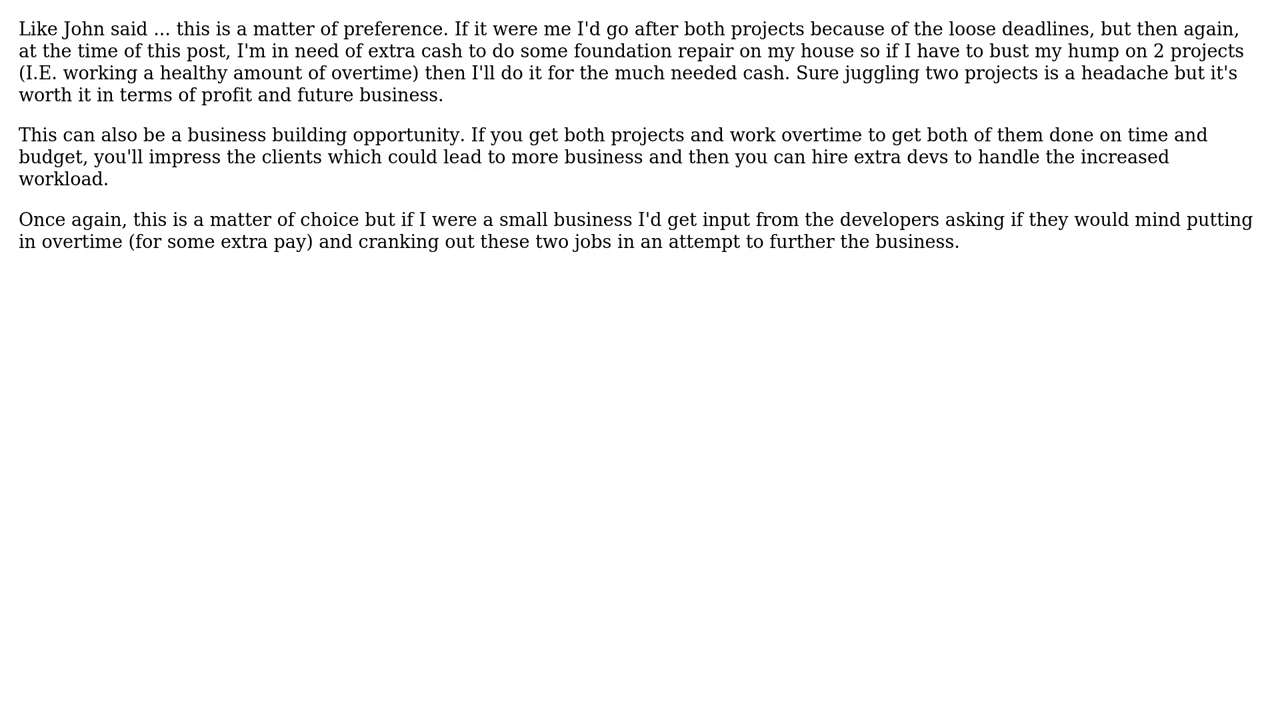 Like John said ... this is a matter of preference. If it were me I'd go after both projects because of the loose deadlines, but then again,
at the time of this post, I'm in need of extra cash to do some foundation repair on my house so if I have to bust my hump on 2 projects
(I.E. working a healthy amount of overtime) then I'll do it for the much needed cash. Sure juggling two projects is a headache but it's
worth it in terms of profit and future business.
This can also be a business building opportunity. If you get both projects and work overtime to get both of them done on time and
budget, you'll impress the clients which could lead to more business and then you can hire extra devs to handle the increased
workload.
Once again, this is a matter of choice but if I were a small business I'd get input from the developers asking if they would mind putting
in overtime (for some extra pay) and cranking out these two jobs in an attempt to further the business.